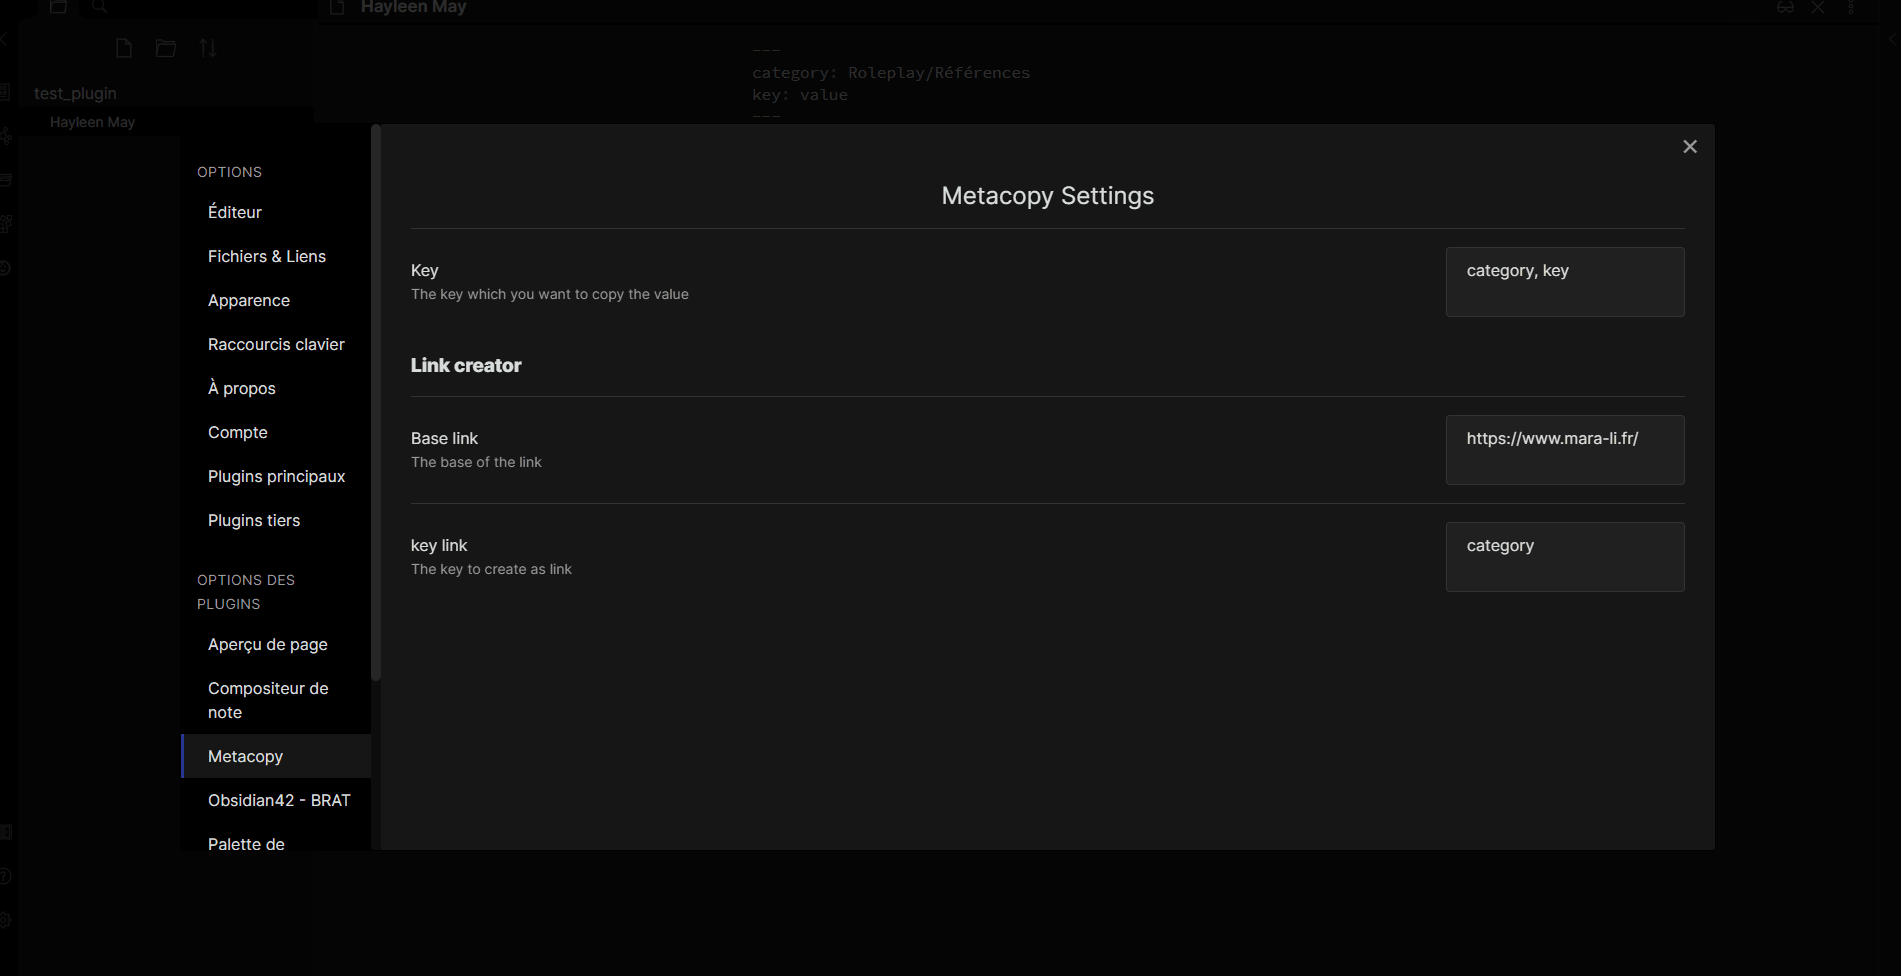 Hayleen May
---
category: Roleplay/Références
key: value
---
test_plugin
Hayleen May
OPTIONS
Éditeur
Fichiers & Liens
Apparence
Raccourcis clavier
À propos
Compte
Plugins principaux
Plugins tiers
OPTIONS DES
PLUGINS
Aperçu de page
Compositeur de
note
Metacopy
Obsidian42 - BRAT
Palette de
Metacopy Settings
Key
The key which you want to copy the value
category, key
Link creator
Base link
The base of the link
https://www.mara-li.fr/
key link
The key to create as link
category